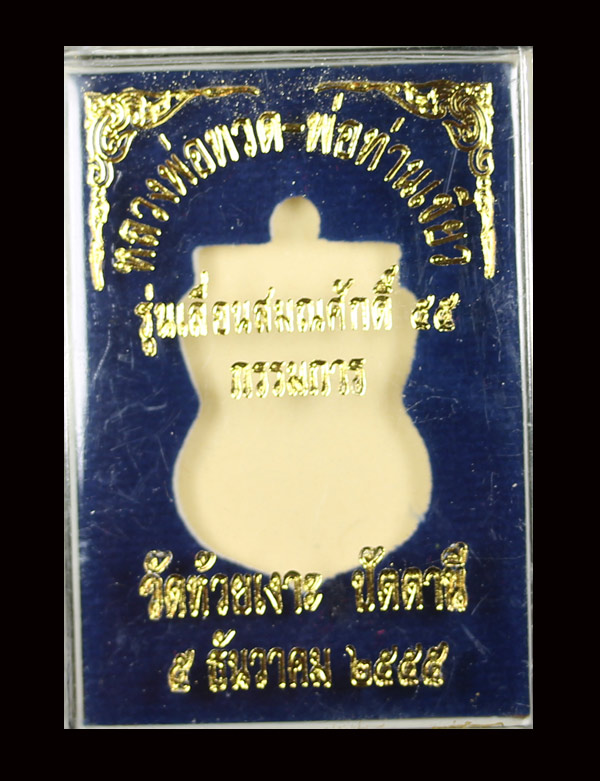 หลวงพ่อทวด-พ่อท่านเขียว
รุ่นเลื่อนสมณศักดิ์ ๕๕
กรรมการ
วัดห้วยเงาะ ปัตตานี
๕ ธันวาคม ๒๕๕๕